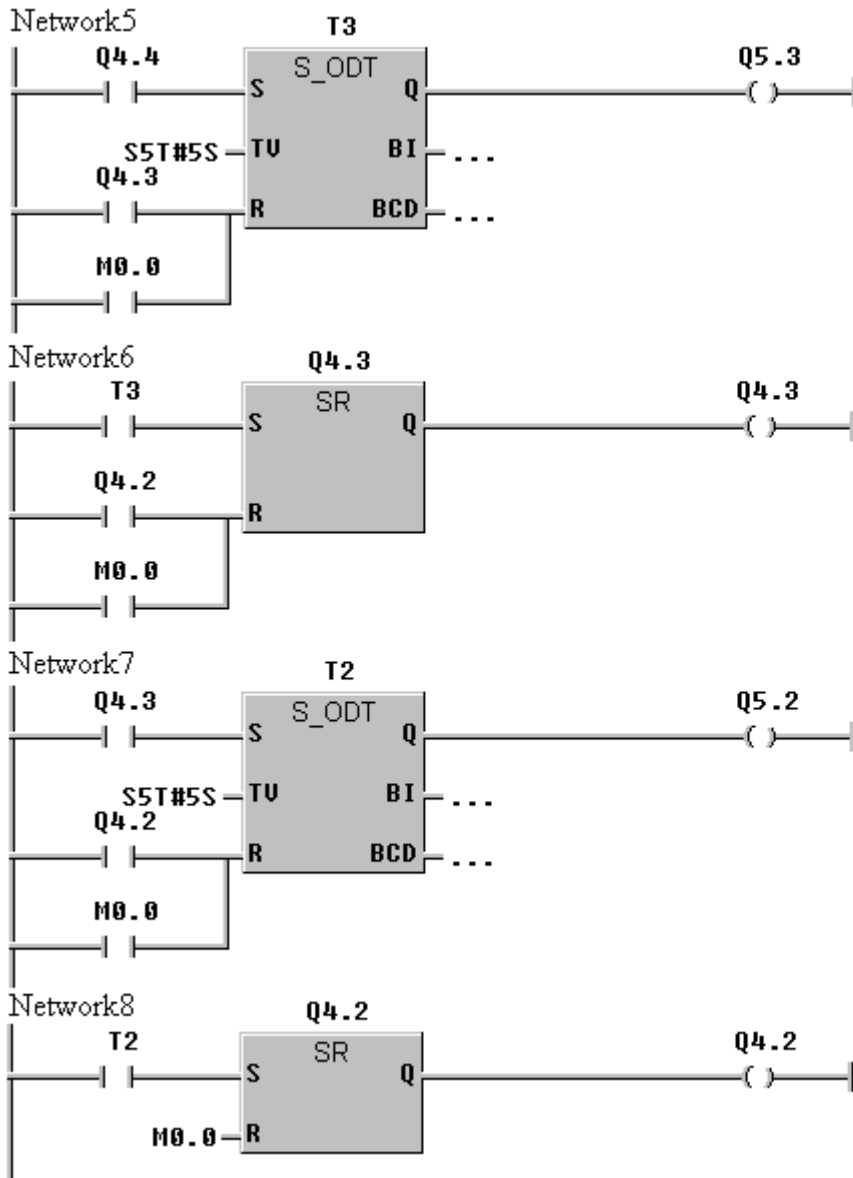 Network5
T3
Q4.4
S_ODT
Q5.3
S
Q
S5T#5S
TV
BI
...
Q4.3
R
BCD
...
M0.0
Network6
Q4.3
T3
SR
Q4.3
S
Q
Q4.2
R
M0.0
Network7
T2
Q4.3
S_ODT
Q5.2
S
Q
S5T#5S
TV
BI
...
Q4.2
R
BCD
...
M0.0
Network8
Q4.2
T2
SR
Q4.2
S
Q
M0.0
R